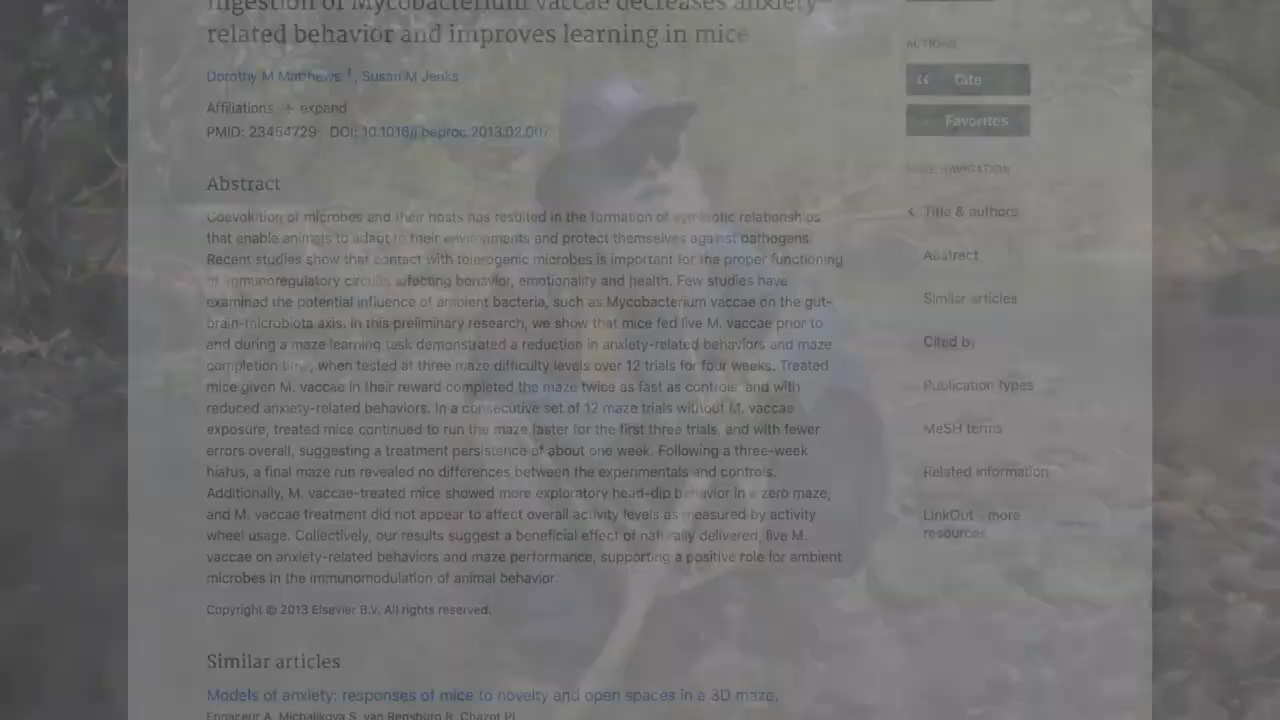 Ingestion of Mycobacterium vaccae decreases anxiety-
related behavior and improves learning in mice
Dorothy M Matthews 1, Susan M Jenks
Affiliations + expand
PMID: 23454729 DOI: 10.1016/j.beproc.2013.02.007
Abstract
Coevolution of microbes and their hosts has resulted in the formation of symbiotic relationships
that enable animals to adapt to their environments and protect themselves against pathogens.
Recent studies show that contact with tolerogenic microbes is important for the proper functioning
of immunoregulatory circuits affecting behavior, emotionality and health. Few studies have
examined the potential influence of ambient bacteria, such as Mycobacterium vaccae on the gut-
brain-microbiota axis. In this preliminary research, we show that mice fed live M. vaccae prior to
and during a maze learning task demonstrated a reduction in anxiety-related behaviors and maze
completion time, when tested at three maze difficulty levels over 12 trials for four weeks. Treated
mice given M. vaccae in their reward completed the maze twice as fast as controls, and with
reduced anxiety-related behaviors. In a consecutive set of 12 maze trials without M. vaccae
exposure, treated mice continued to run the maze faster for the first three trials, and with fewer
errors overall, suggesting a treatment persistence of about one week. Following a three-week
hiatus, a final maze run revealed no differences between the experimentals and controls.
Additionally, M. vaccae-treated mice showed more exploratory head-dip behavior in a zero maze,
and M. vaccae treatment did not appear to affect overall activity levels as measured by activity
wheel usage. Collectively, our results suggest a beneficial effect of naturally delivered, live M.
vaccae on anxiety-related behaviors and maze performance, supporting a positive role for ambient
microbes in the immunomodulation of animal behavior.
Copyright © 2013 Elsevier B.V. All rights reserved.
Similar articles
Models of anxiety: responses of mice to novelty and open spaces in a 3D maze.
Ennaceur A, Michalikova S, van Rensburg R, Chazot PL
ACTIONS
Cite
Favorites
PAGE NAVIGATION
Title & authors
Abstract
Similar articles
Cited by
Publication types
MeSH terms
Related information
LinkOut - more
resources